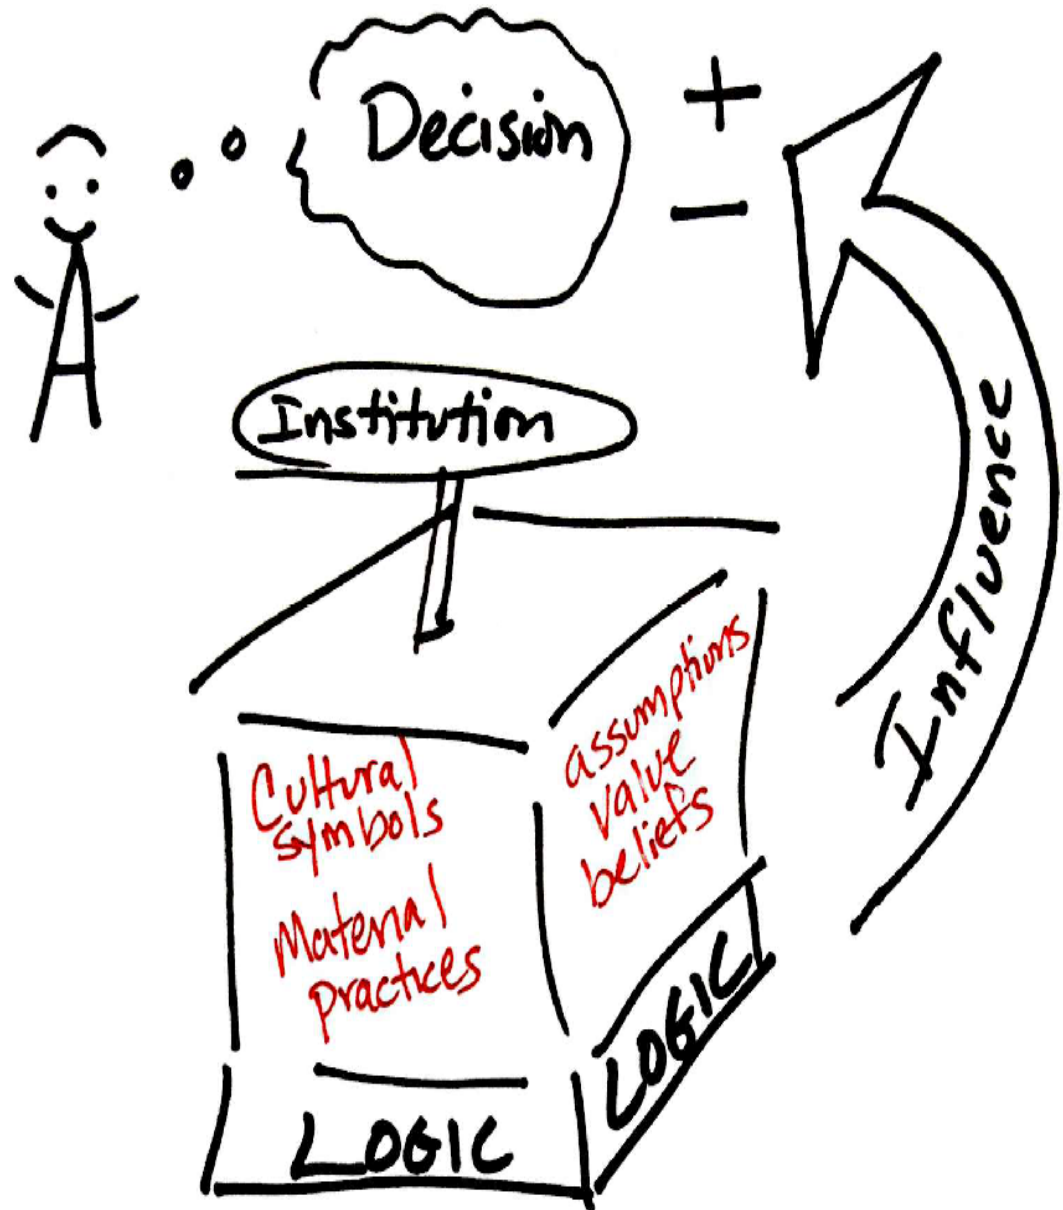 Decision
+
-
Institution
Influence
Cultural
symbols
Material
practices
assumptions
value
beliefs
LOGIC
LOGIC